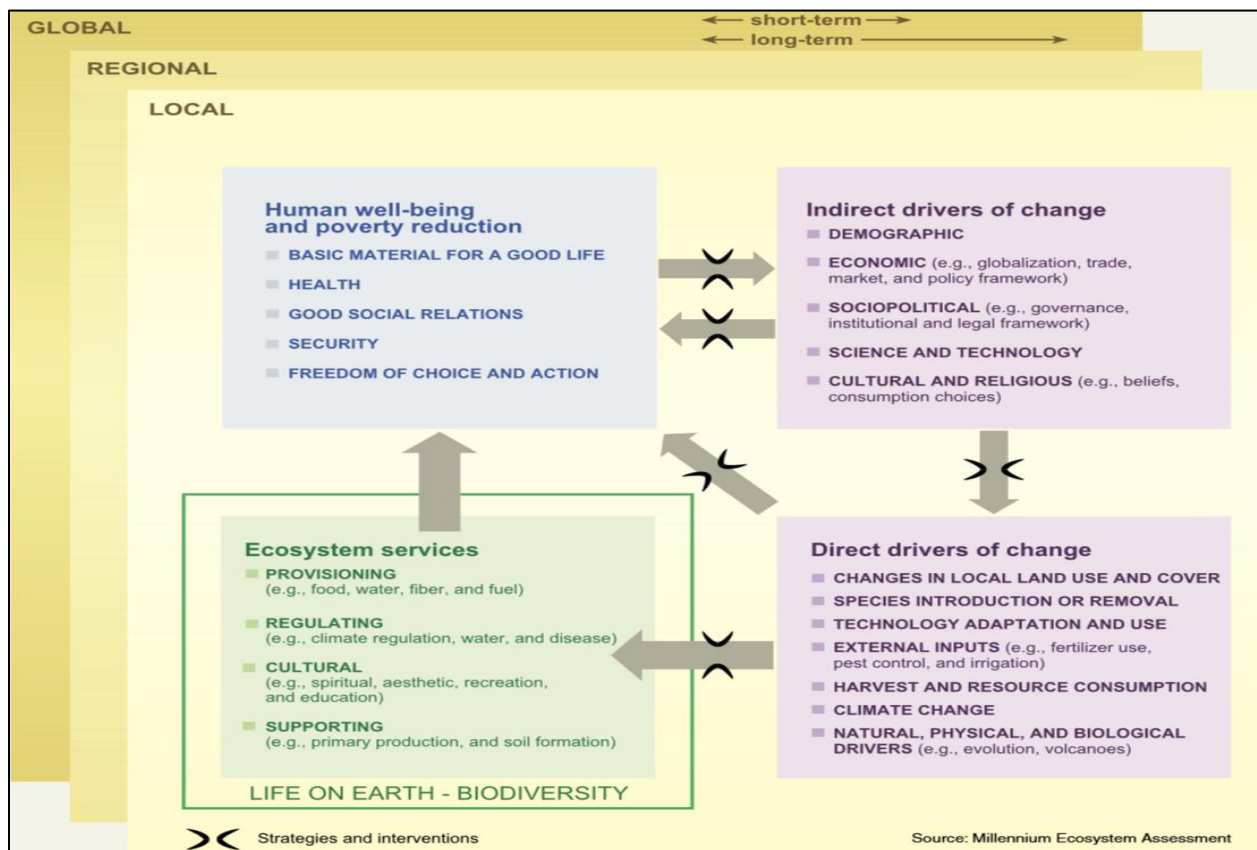 GLOBAL
short-term
long-term
REGIONAL
LOCAL
Human well-being
and poverty reduction
BASIC MATERIAL FOR A GOOD LIFE
HEALTH
GOOD SOCIAL RELATIONS
SECURITY
FREEDOM OF CHOICE AND ACTION
Indirect drivers of change
DEMOGRAPHIC
ECONOMIC (e.g., globalization, trade,
market, and policy framework)
SOCIOPOLITICAL (e.g., governance,
institutional and legal framework)
SCIENCE AND TECHNOLOGY
CULTURAL AND RELIGIOUS (e.g., beliefs,
consumption choices)
Ecosystem services
PROVISIONING
(e.g., food, water, fiber, and fuel)
REGULATING
(e.g., climate regulation, water, and disease)
CULTURAL
(e.g., spiritual, aesthetic, recreation,
and education)
SUPPORTING
(e.g., primary production, and soil formation)
LIFE ON EARTH - BIODIVERSITY
Direct drivers of change
CHANGES IN LOCAL LAND USE AND COVER
SPECIES INTRODUCTION OR REMOVAL
TECHNOLOGY ADAPTATION AND USE
EXTERNAL INPUTS (e.g., fertilizer use,
pest control, and irrigation)
HARVEST AND RESOURCE CONSUMPTION
CLIMATE CHANGE
NATURAL, PHYSICAL, AND BIOLOGICAL
DRIVERS (e.g., evolution, volcanoes)
Strategies and interventions
Source: Millennium Ecosystem Assessment